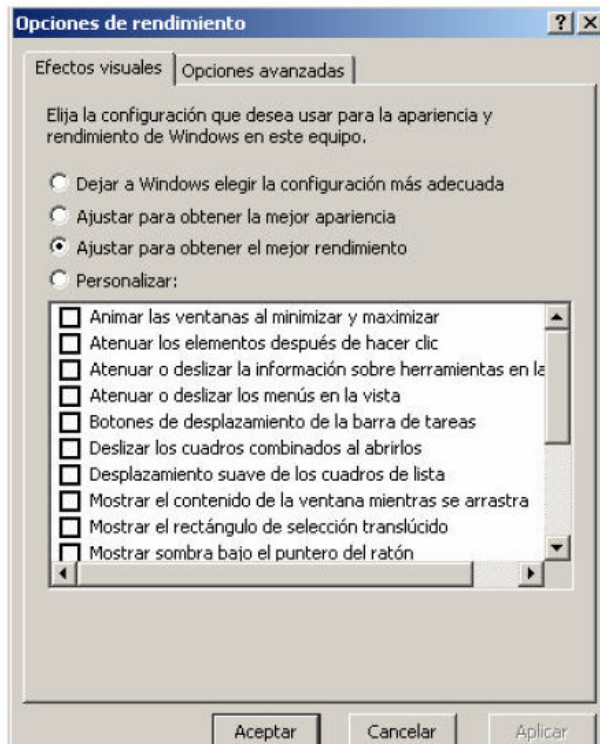 Opciones de rendimiento
Efectos visuales
Opciones avanzadas
Elija la configuración que desea usar para la apariencia y
rendimiento de Windows en este equipo.
Dejar a Windows elegir la configuración más adecuada
Ajustar para obtener la mejor apariencia
Ajustar para obtener el mejor rendimiento
Personalizar:
Animar las ventanas al minimizar y maximizar
Atenuar los elementos después de hacer clic
Atenuar o deslizar la información sobre herramientas en la
Atenuar o deslizar los menús en la vista
Botones de desplazamiento de la barra de tareas
Deslizar los cuadros combinados al abrirlos
Desplazamiento suave de los cuadros de lista
Mostrar el contenido de la ventana mientras se arrastra
Mostrar el rectángulo de selección translúcido
Mostrar sombra bajo el puntero del ratón
Aceptar
Cancelar
Aplicar